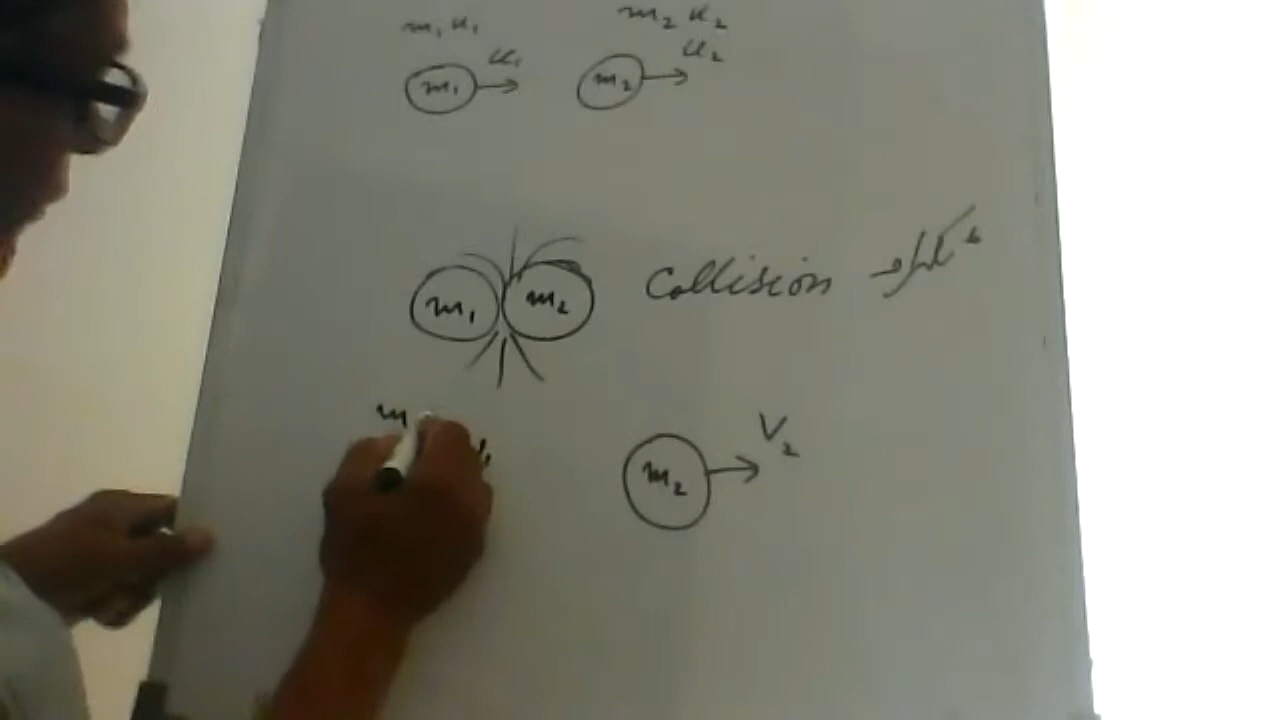 m₁ u₁ m₂ u₂
u₁ u₂
m₁ m₂
m₁ m₂ Collision
m
V₂
m₂